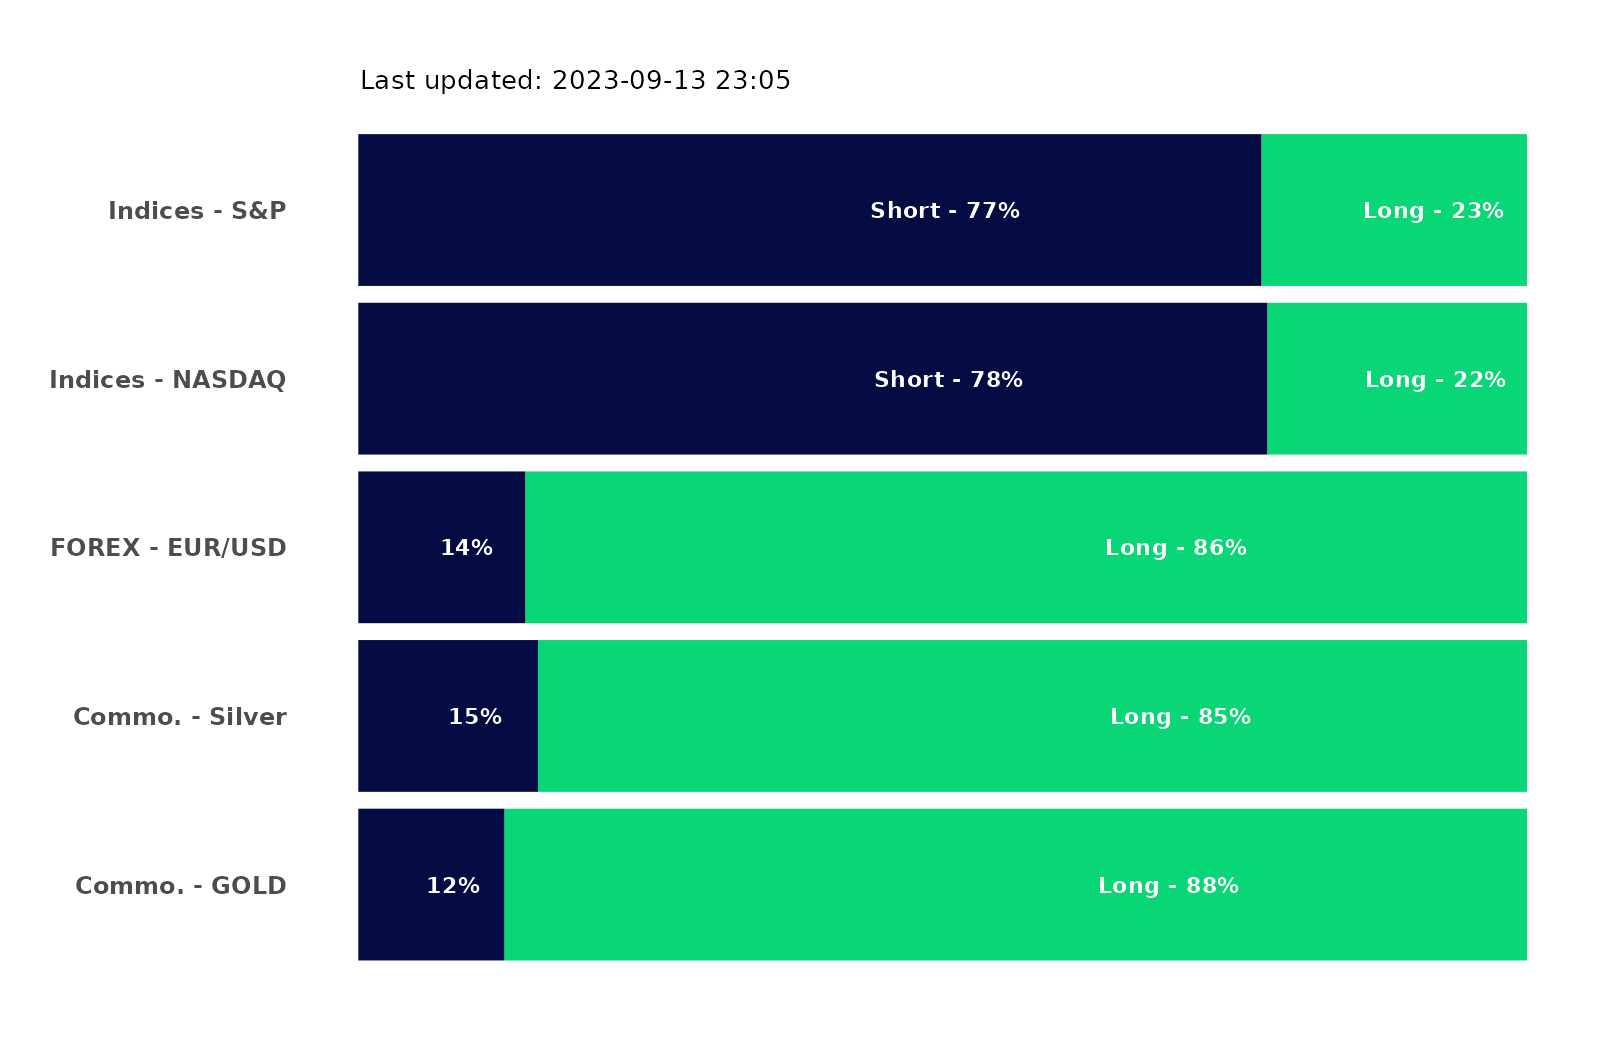 Last updated: 2023-09-13 23:05
Indices - S&P Short - 77% Long - 23%
Indices - NASDAQ Short - 78% Long - 22%
FOREX - EUR/USD 14% Long - 86%
Commo. - Silver 15% Long - 85%
Commo. - GOLD 12% Long - 88%